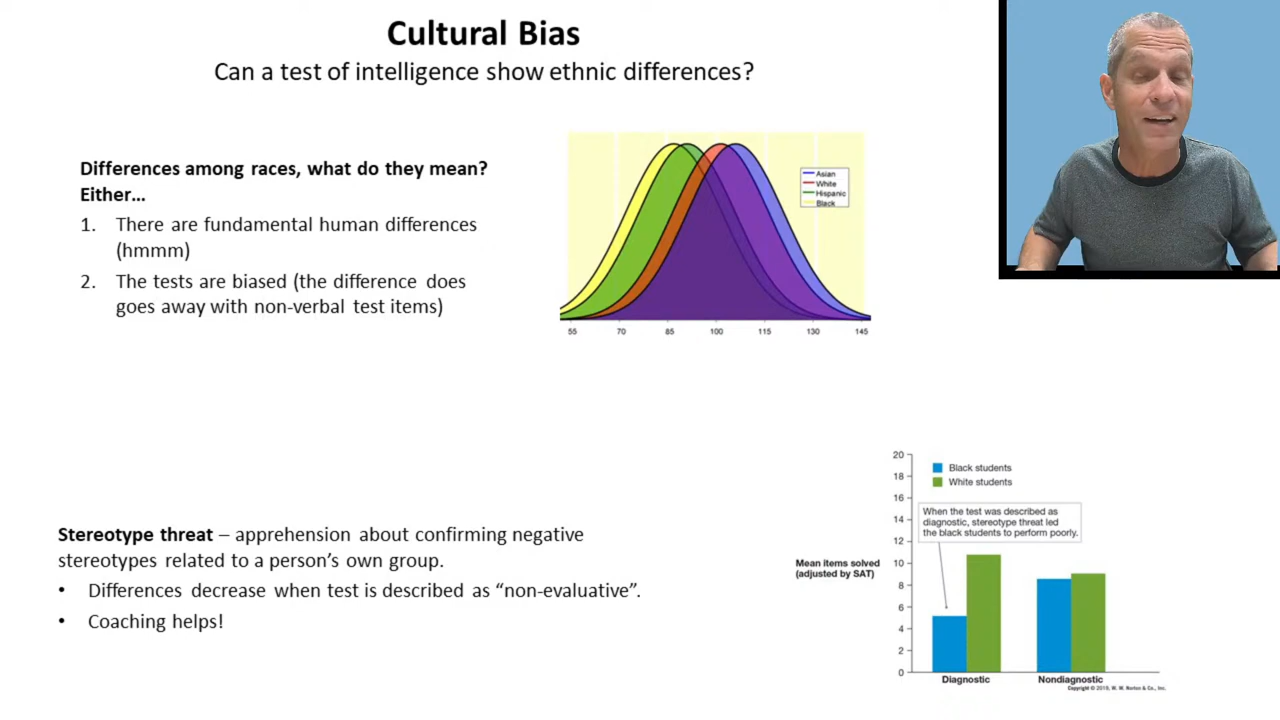 Cultural Bias
Can a test of intelligence show ethnic differences?
Differences among races, what do they mean?
Either…
1. There are fundamental human differences
(hmmm)
2. The tests are biased (the difference does
goes away with non-verbal test items)
Asian
White
Hispanic
Black
55 70 85 100 115 130 145
Stereotype threat – apprehension about confirming negative
stereotypes related to a person’s own group.
• Differences decrease when test is described as “non-evaluative”.
• Coaching helps!
20
18
16
14
12
10
8
6
4
2
0
Black students
White students
When the test was described as
diagnostic, stereotype threat led
the black students to perform poorly.
Mean items solved
(adjusted by SAT)
Diagnostic Nondiagnostic
Copyright © 2010, W. W. Norton & Co., Inc.